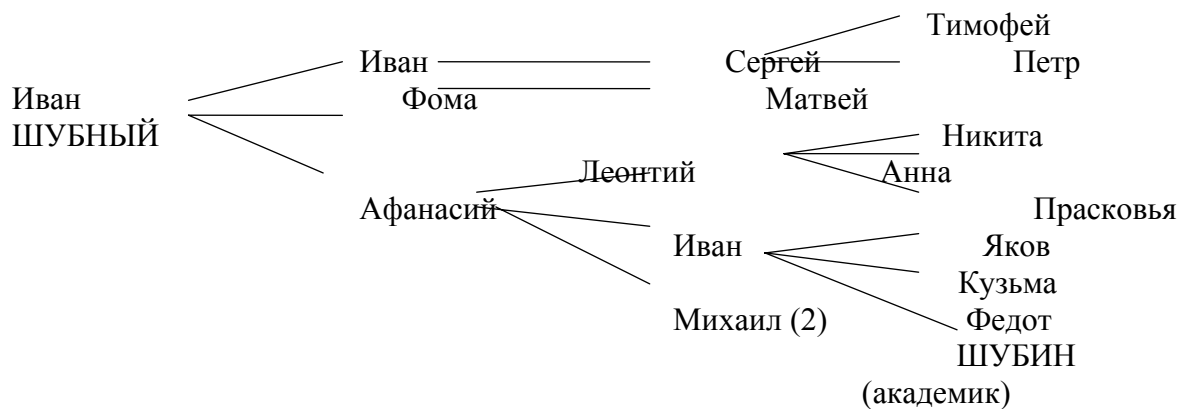 Тимофей
Иван Сергей Петр
Иван Фома Матвей
ШУБНЫЙ Никита
Леонтий Анна
Афанасий Прасковья
Иван Яков
Кузьма
Михаил (2) Федот
ШУБИН
(академик)